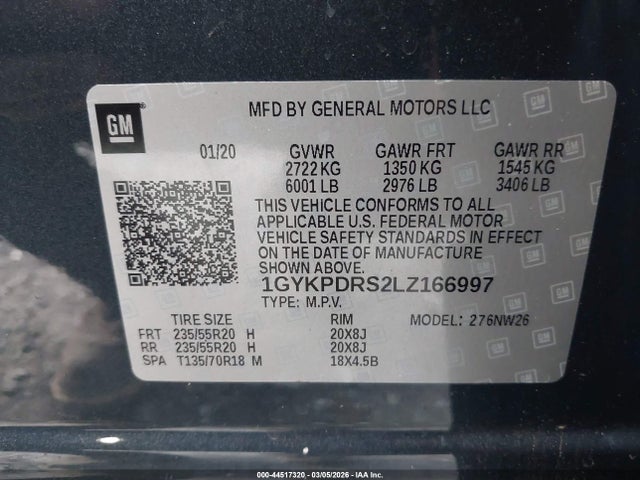 GM
MFD BY GENERAL MOTORS LLC
01/20 GVWR GAWR FRT GAWR RR
2722 KG 1350 KG 1545 KG
6001 LB 2976 LB 3406 LB
THIS VEHICLE CONFORMS TO ALL
APPLICABLE U.S. FEDERAL MOTOR
VEHICLE SAFETY STANDARDS IN EFFECT
ON THE DATE OF MANUFACTURE
SHOWN ABOVE.
1GYKPDRS2LZ166997
TYPE: M.P.V.
TIRE SIZE RIM MODEL: 276NW26
FRT 235/55R20 H 20X8J
RR 235/55R20 H 20X8J
SPA T135/70R18 M 18X4.5B
000-44517320 - 03/05/2026 - IAA Inc.